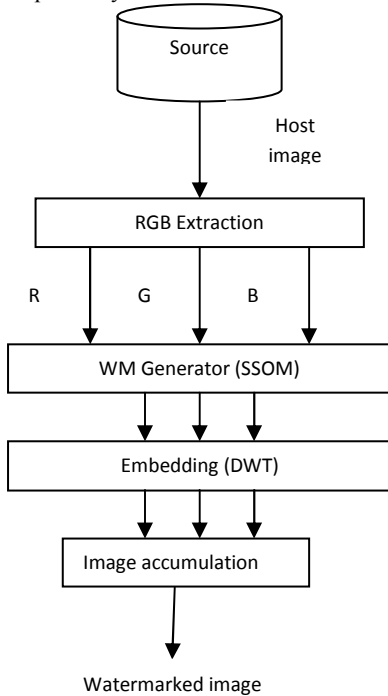 Source
Host
image
RGB Extraction
R G B
WM Generator (SSOM)
Embedding (DWT)
Image accumulation
Watermarked image